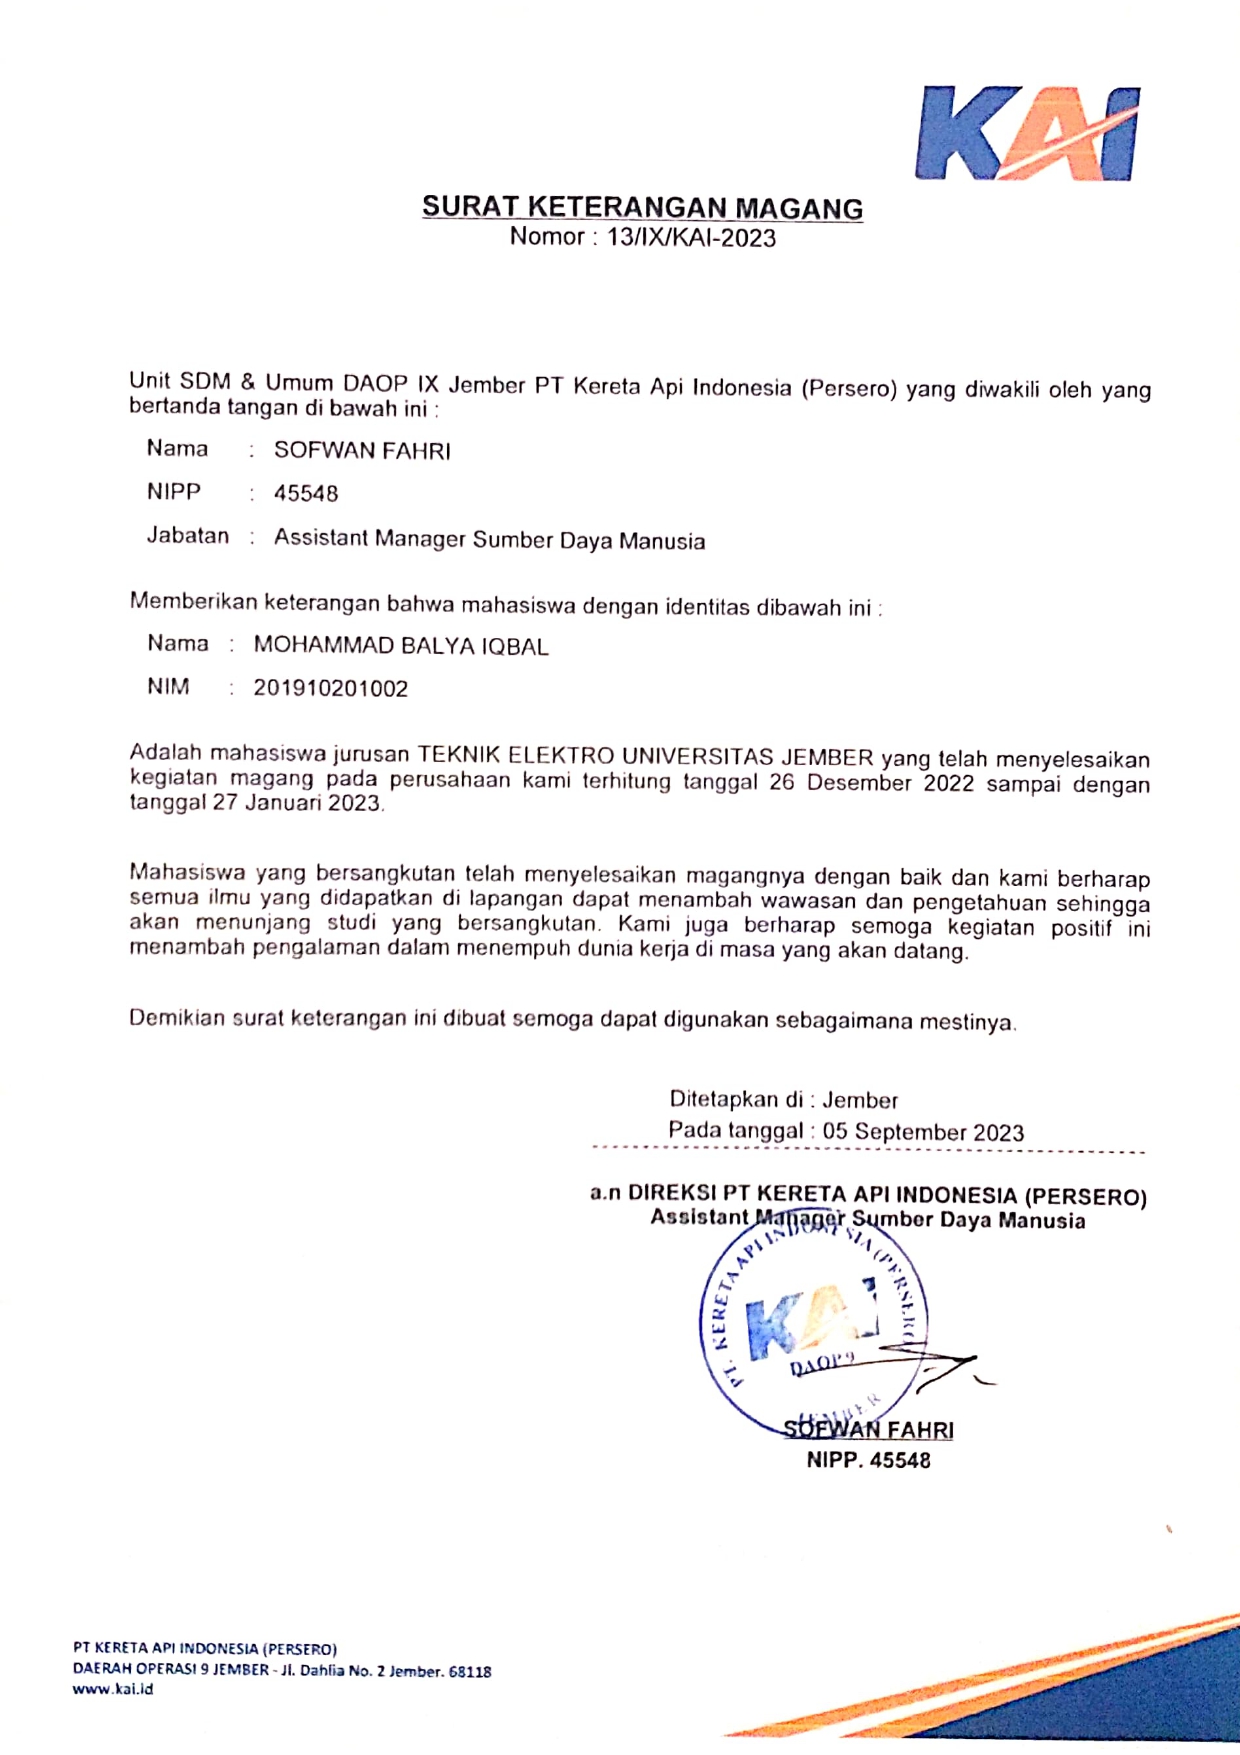 KAI
SURAT KETERANGAN MAGANG
Nomor : 13/IX/KAI-2023
Unit SDM & Umum DAOP IX Jember PT Kereta Api Indonesia (Persero) yang diwakili oleh yang
bertanda tangan di bawah ini :
Nama : SOFWAN FAHRI
NIPP : 45548
Jabatan : Assistant Manager Sumber Daya Manusia
Memberikan keterangan bahwa mahasiswa dengan identitas dibawah ini :
Nama : MOHAMMAD BALYA IQBAL
NIM : 201910201002
Adalah mahasiswa jurusan TEKNIK ELEKTRO UNIVERSITAS JEMBER yang telah menyelesaikan
kegiatan magang pada perusahaan kami terhitung tanggal 26 Desember 2022 sampai dengan
tanggal 27 Januari 2023.
Mahasiswa yang bersangkutan telah menyelesaikan magangnya dengan baik dan kami berharap
semua ilmu yang didapatkan di lapangan dapat menambah wawasan dan pengetahuan sehingga
akan menunjang studi yang bersangkutan. Kami juga berharap semoga kegiatan positif ini
menambah pengalaman dalam menempuh dunia kerja di masa yang akan datang.
Demikian surat keterangan ini dibuat semoga dapat digunakan sebagaimana mestinya.
Ditetapkan di : Jember
Pada tanggal : 05 September 2023
a.n DIREKSI PT KERETA API INDONESIA (PERSERO)
Assistant Manager Sumber Daya Manusia
PT. KERETA API INDONESIA (PERSERO)
KAI
DAOP 9
JEMBER
SOFWAN FAHRI
NIPP. 45548
PT KERETA API INDONESIA (PERSERO)
DAERAH OPERASI 9 JEMBER - Jl. Dahlia No. 2 Jember. 68118
www.kai.id